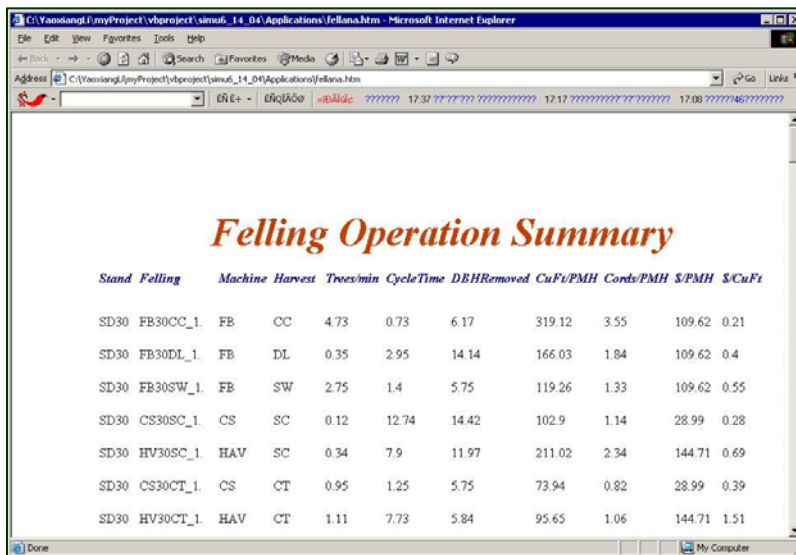 C:\YaoxiangLi\myProject\vbproject\simu6_14_04\Applications\fellana.htm - Microsoft Internet Explorer
File Edit View Favorites Tools Help
Back Search Favorites Media
Address C:\YaoxiangLi\myProject\vbproject\simu6_14_04\Applications\fellana.htm Go Links
17:37 17:17 17:08
Felling Operation Summary
Stand Felling Machine Harvest Trees/min CycleTime DBHRemoved CuFt/PMH Cords/PMH $/PMH $/CuFt
SD30 FB30CC_1. FB CC 4.73 0.73 6.17 319.12 3.55 109.62 0.21
SD30 FB30DL_1. FB DL 0.35 2.95 14.14 166.03 1.84 109.62 0.4
SD30 FB30SW_1. FB SW 2.75 1.4 5.75 119.26 1.33 109.62 0.55
SD30 CS30SC_1. CS SC 0.12 12.74 14.42 102.9 1.14 28.99 0.28
SD30 HV30SC_1. HAV SC 0.34 7.9 11.97 211.02 2.34 144.71 0.69
SD30 CS30CT_1. CS CT 0.95 1.25 5.75 73.94 0.82 28.99 0.39
SD30 HV30CT_1. HAV CT 1.11 7.73 5.84 95.65 1.06 144.71 1.51
Done My Computer